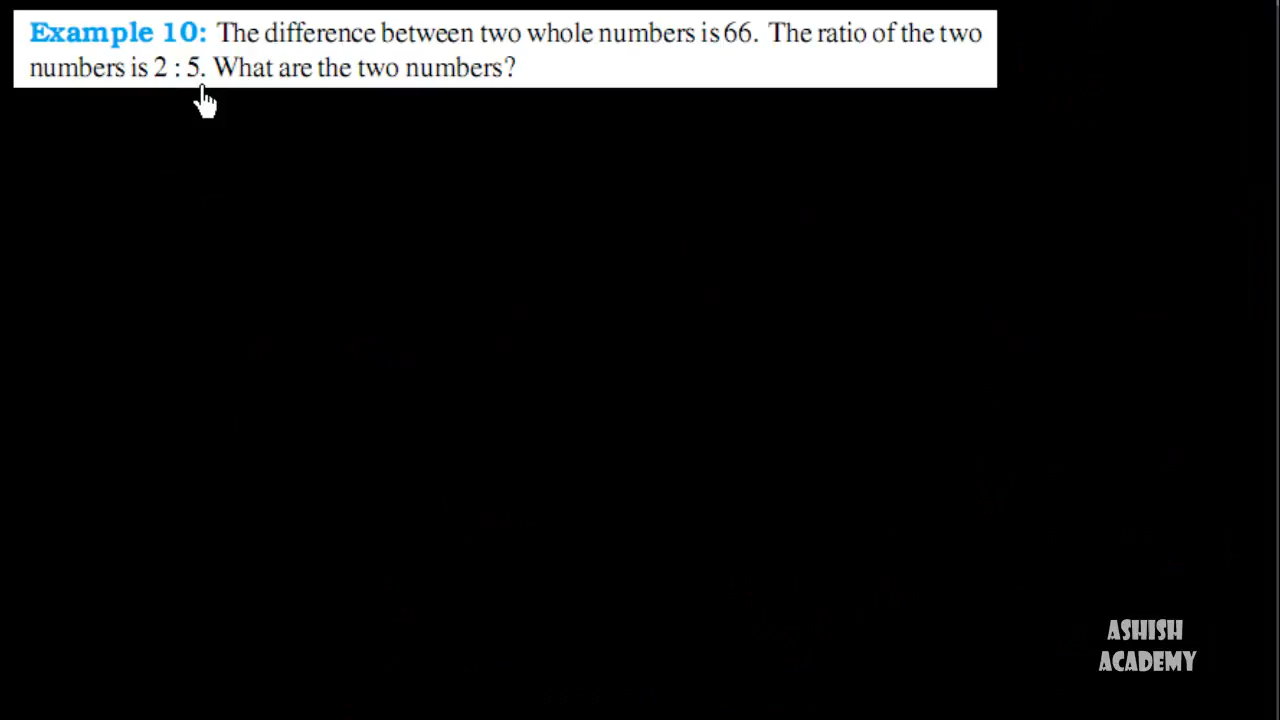 Example 10: The difference between two whole numbers is 66. The ratio of the two
numbers is 2 : 5. What are the two numbers?
ASHISH
ACADEMY